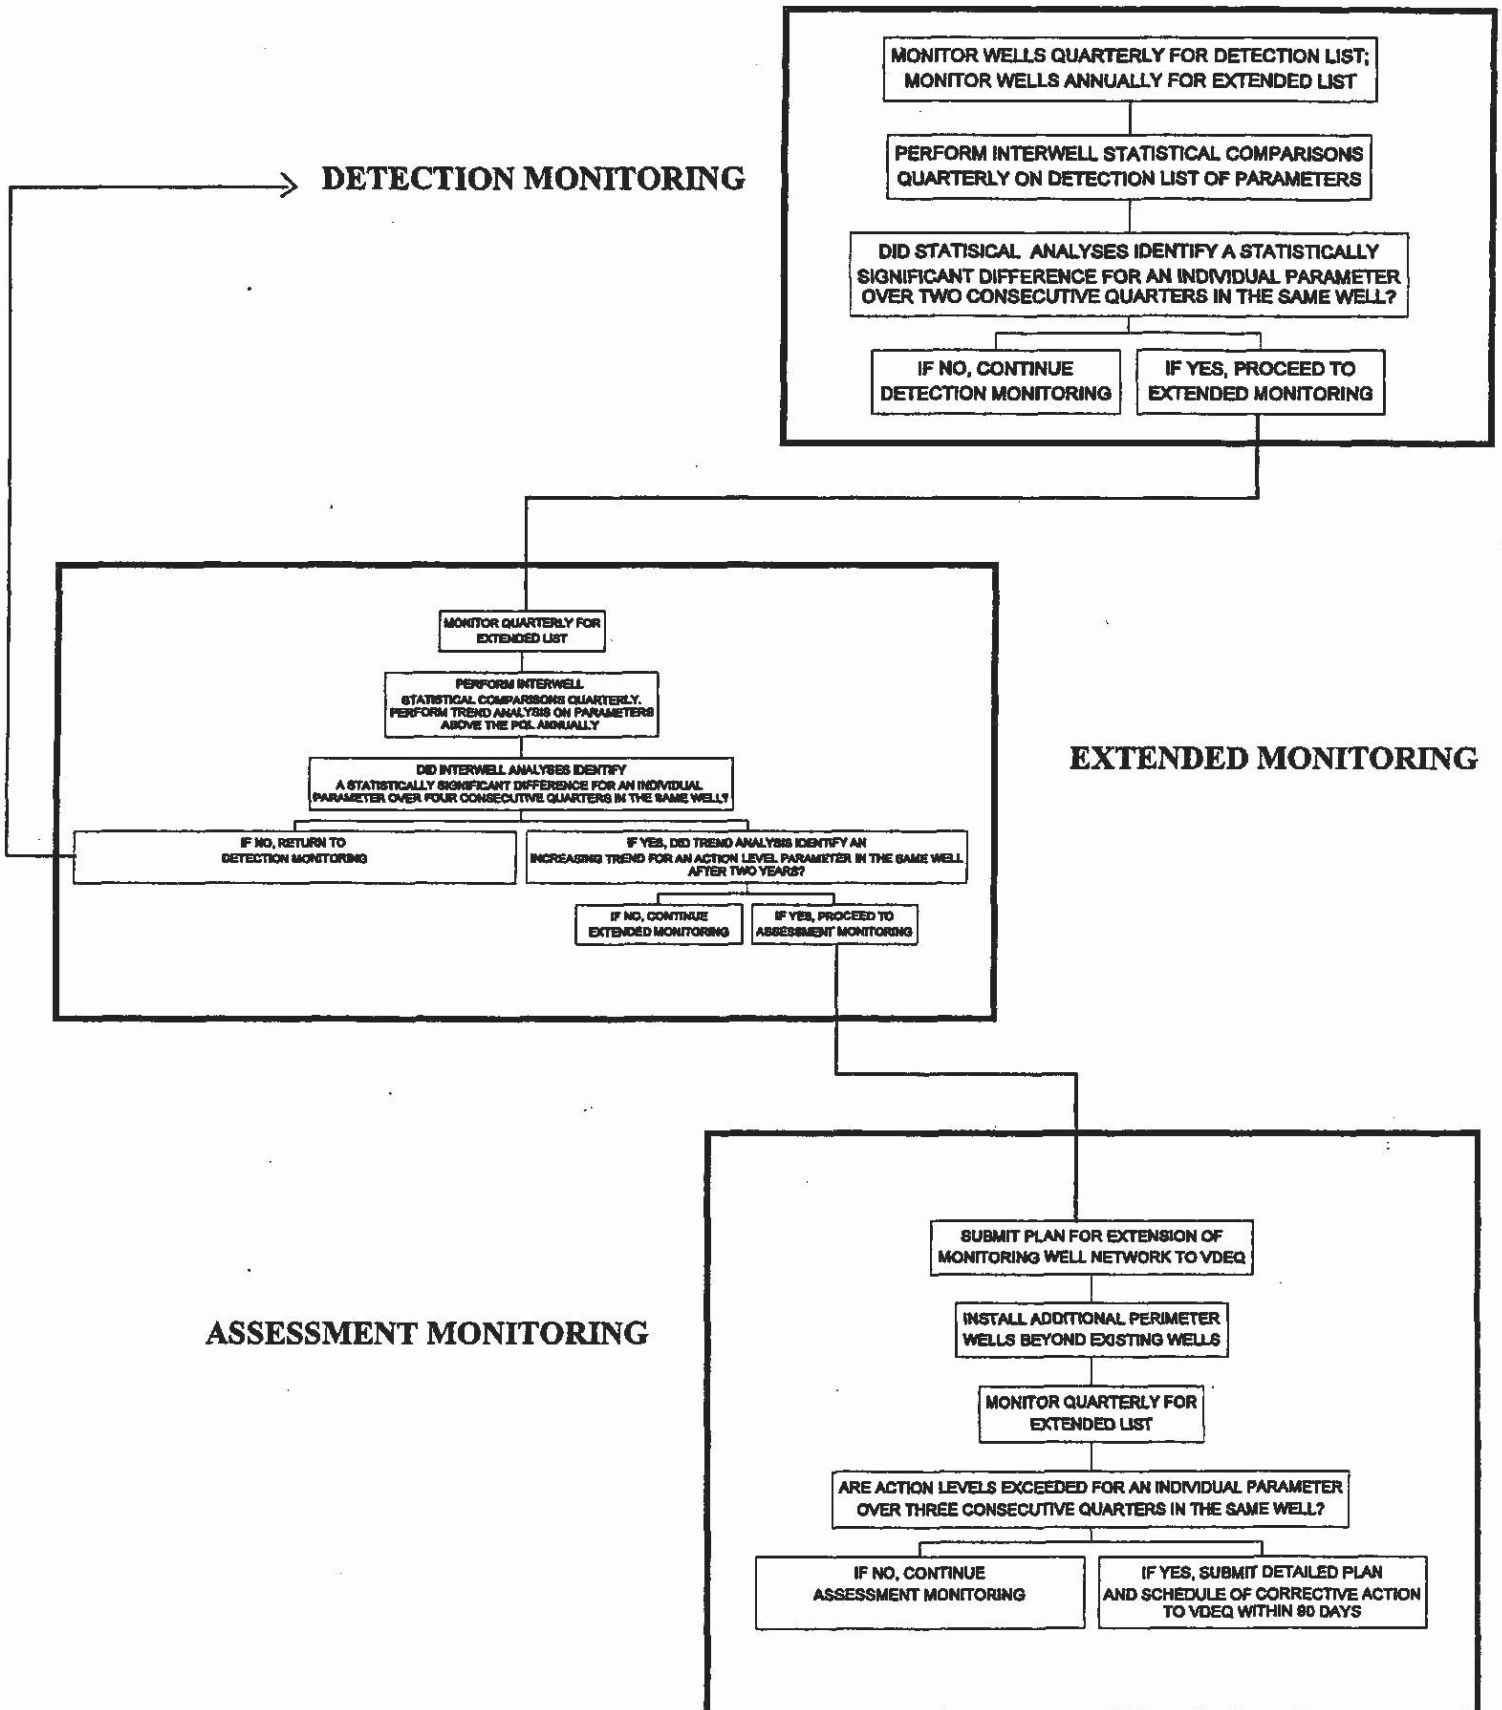 MONITOR WELLS QUARTERLY FOR DETECTION LIST;
MONITOR WELLS ANNUALLY FOR EXTENDED LIST
DETECTION MONITORING
PERFORM INTERWELL STATISTICAL COMPARISONS
QUARTERLY ON DETECTION LIST OF PARAMETERS
DID STATISICAL ANALYSES IDENTIFY A STATISTICALLY
SIGNIFICANT DIFFERENCE FOR AN INDIVIDUAL PARAMETER
OVER TWO CONSECUTIVE QUARTERS IN THE SAME WELL?
IF NO, CONTINUE
DETECTION MONITORING
IF YES, PROCEED TO
EXTENDED MONITORING
MONITOR QUARTERLY FOR
EXTENDED LIST
PERFORM INTERWELL
STATISTICAL COMPARISONS QUARTERLY.
PERFORM TREND ANALYSIS ON PARAMETERS
ABOVE THE PQL ANNUALLY
EXTENDED MONITORING
DID INTERWELL ANALYSES IDENTIFY
A STATISTICALLY SIGNIFICANT DIFFERENCE FOR AN INDIVIDUAL
PARAMETER OVER FOUR CONSECUTIVE QUARTERS IN THE SAME WELL?
IF NO, RETURN TO
DETECTION MONITORING
IF YES, DID TREND ANALYSIS IDENTIFY AN
INCREASING TREND FOR AN ACTION LEVEL PARAMETER IN THE SAME WELL
AFTER TWO YEARS?
IF NO, CONTINUE
EXTENDED MONITORING
IF YES, PROCEED TO
ASSESSMENT MONITORING
SUBMIT PLAN FOR EXTENSION OF
MONITORING WELL NETWORK TO VDEQ
ASSESSMENT MONITORING
INSTALL ADDITIONAL PERIMETER
WELLS BEYOND EXISTING WELLS
MONITOR QUARTERLY FOR
EXTENDED LIST
ARE ACTION LEVELS EXCEEDED FOR AN INDIVIDUAL PARAMETER
OVER THREE CONSECUTIVE QUARTERS IN THE SAME WELL?
IF NO, CONTINUE
ASSESSMENT MONITORING
IF YES, SUBMIT DETAILED PLAN
AND SCHEDULE OF CORRECTIVE ACTION
TO VDEQ WITHIN 90 DAYS